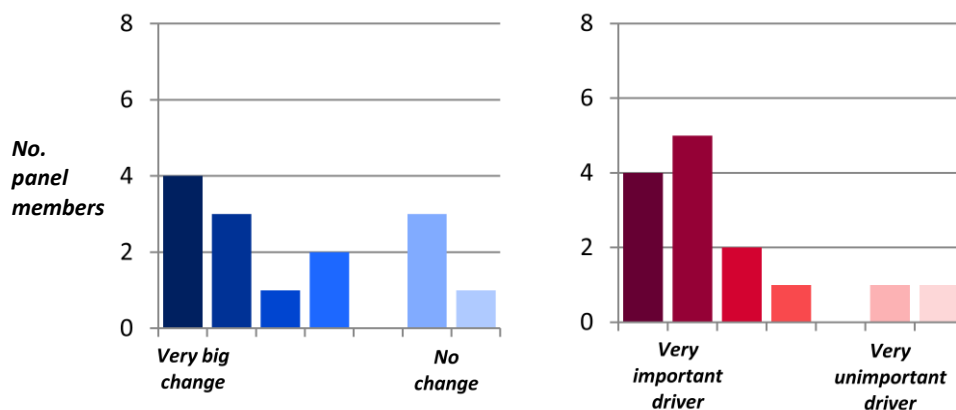 8
6
4
2
0
No.
panel
members
Very big
change
No
change
8
6
4
2
0
Very
important
driver
Very
unimportant
driver